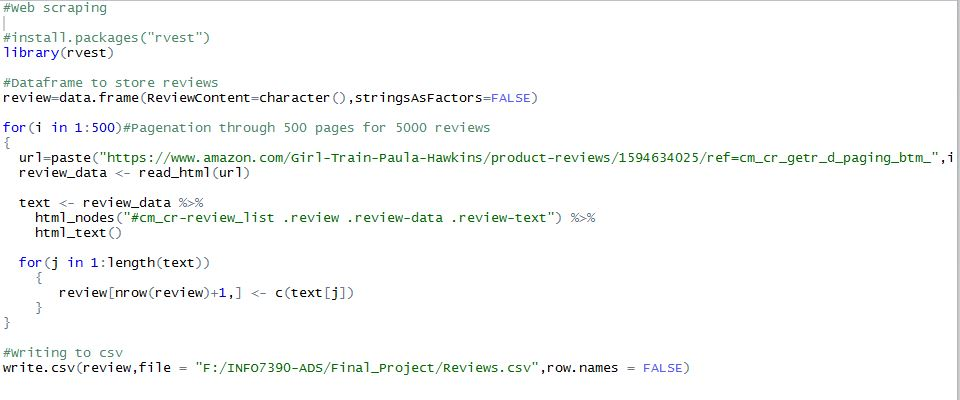 #Web scraping
#install.packages("rvest")
library(rvest)
#Dataframe to store reviews
review=data.frame(ReviewContent=character(),stringsAsFactors=FALSE)
for(i in 1:500)#Pagenation through 500 pages for 5000 reviews
{
url=paste("https://www.amazon.com/Girl-Train-Paula-Hawkins/product-reviews/1594634025/ref=cm_cr_getr_d_paging_btm_",i
review_data <- read_html(url)
text <- review_data %>%
html_nodes("#cm_cr-review_list .review .review-data .review-text") %>%
html_text()
for(j in 1:length(text))
{
review[nrow(review)+1,] <- c(text[j])
}
}
#Writing to csv
write.csv(review,file = "F:/INFO7390-ADS/Final_Project/Reviews.csv",row.names = FALSE)